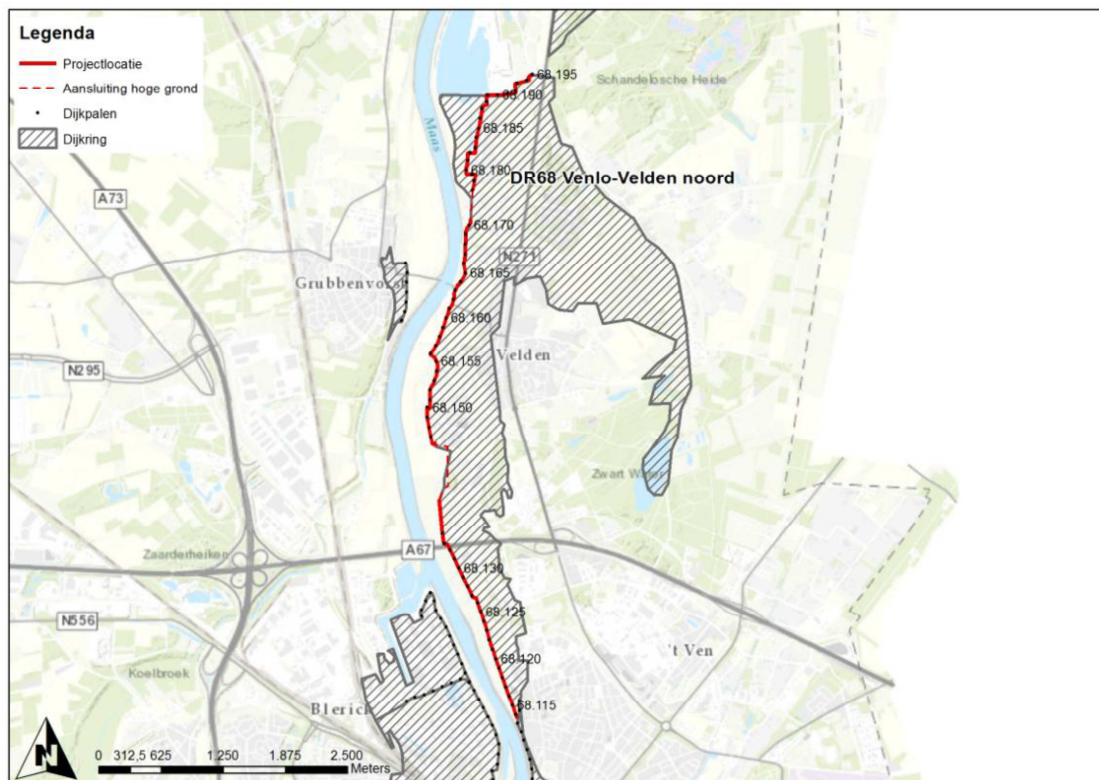 Legenda
Projectlocatie
Aansluiting hoge grond
Dijkpalen
Dijkring
68.195
Schandelosche Heide
68.190
Maas
68.185
68.180
DR68 Venlo-Velden noord
A73
68.170
N271
68.165
Grubbenvorst
68.160
68.155
Velden
N295
68.150
Zwart Water
Zaarderheiken
A67
68.130
N556
68.125
't Ven
68.120
Koelbroek
68.115
Blerick
N
0 312,5 625 1.250 1.875 2.500
Meters